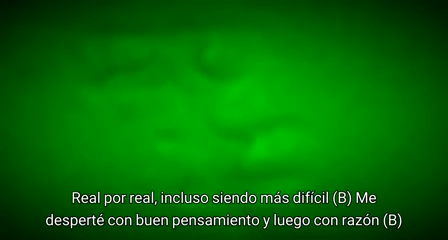 Real por real, incluso siendo más difícil (B) Me
desperté con buen pensamiento y luego con razón (B)